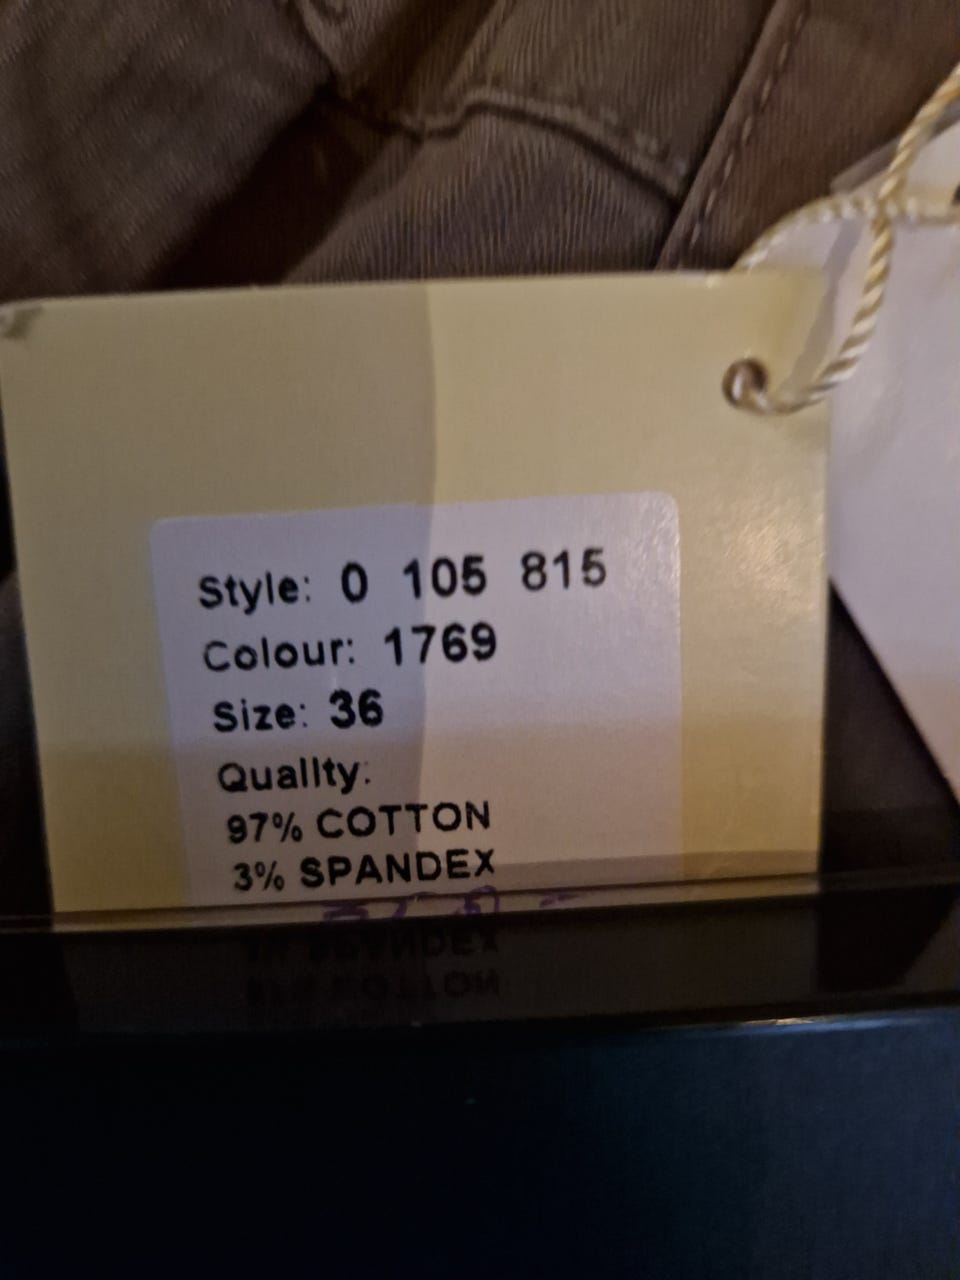 Style: 0 105 815
Colour: 1769
Size: 36
Quality:
97% COTTON
3% SPANDEX